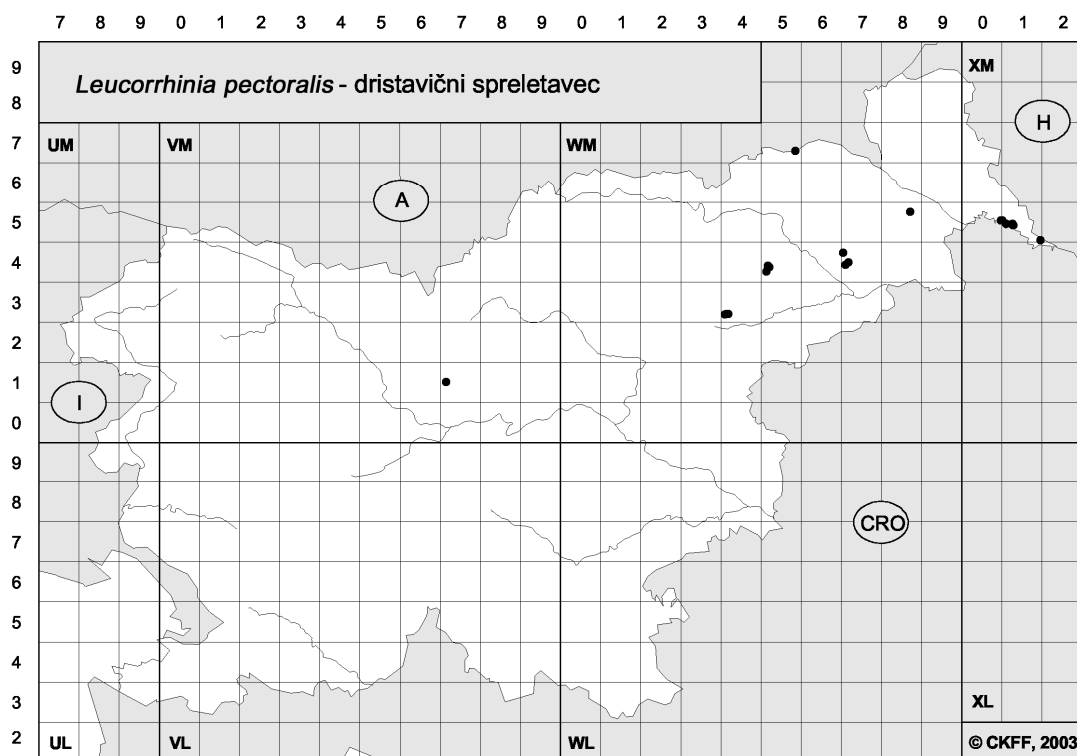 7 8 9 0 1 2 3 4 5 6 7 8 9 0 1 2 3 4 5 6 7 8 9 0 1 2
9 XM
Leucorrhinia pectoralis - dristavični spreletavec
8
H
7 UM VM WM
6
A
5
4
3
2
1
I
0
9
8
CRO
7
6
5
4
3 XL
2 UL VL WL © CKFF, 2003